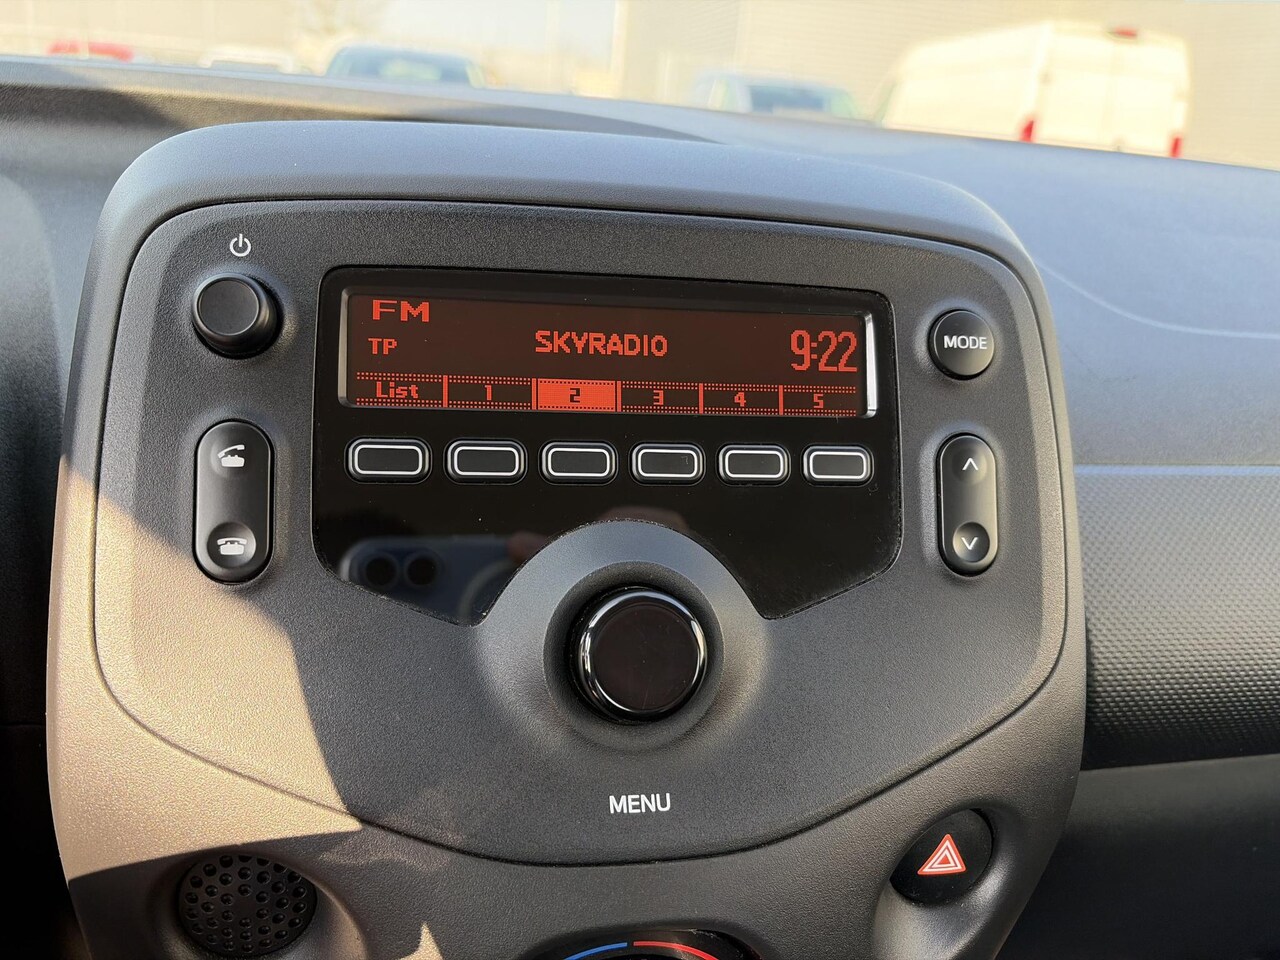 FM
TP
SKYRADIO
9:22
List 1 2 3 4 5
MODE
MENU